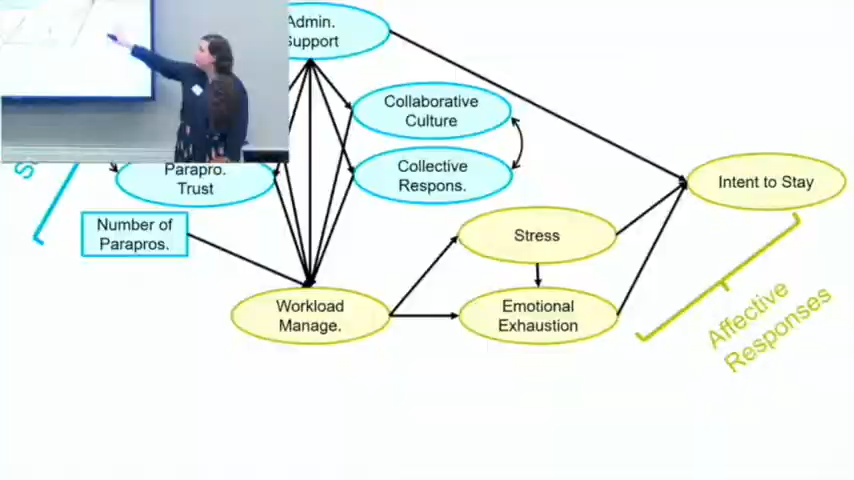 Admin.
Support
Collaborative
Culture
Collective
Respons.
Parapro.
Trust
Number of
Parapros.
Intent to Stay
Stress
Workload
Manage.
Emotional
Exhaustion
Affective
Responses